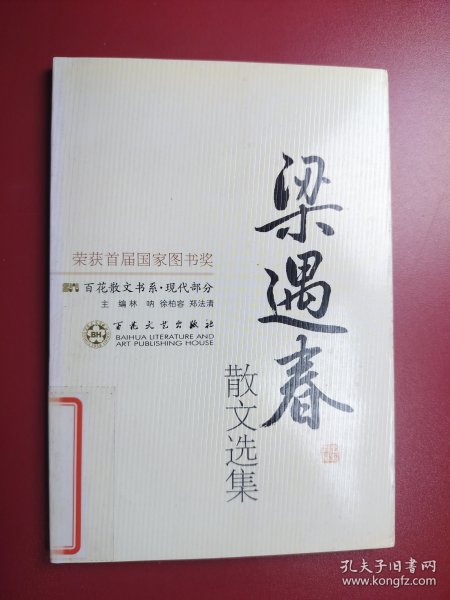 梁遇春
散文选集
荣获首届国家图书奖
百花散文书系·现代部分
主 编 林 呐 徐柏容 郑法清
百花文艺出版社
BAIHUA LITERATURE AND
ART PUBLISHING HOUSE
BH
孔夫子旧书网
www.kongfz.com